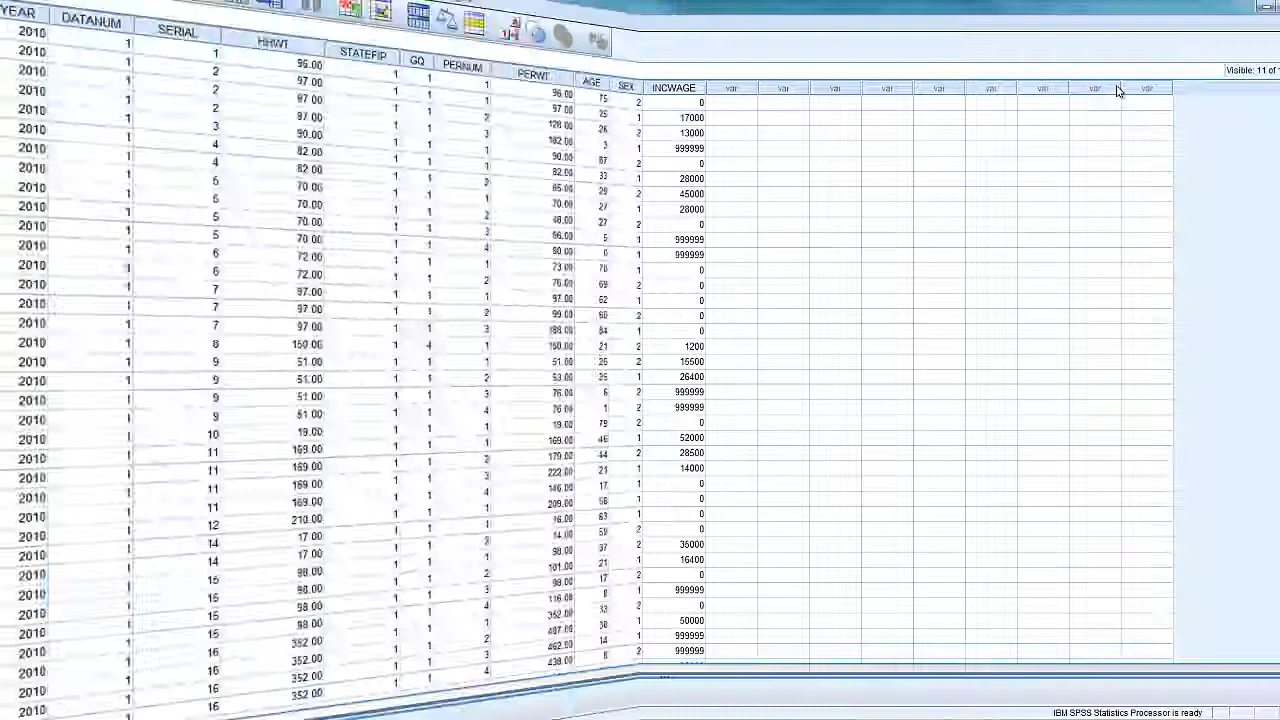 YEAR DATANUM SERIAL HHWT STATEFIP GQ PERNUM PERWT AGE SEX INCWAGE var var var var var var var var var
Visible: 11 of
2010 1 1 96.00 1 1 1 96.00 75 2 0
2010 1 2 97.00 1 1 1 97.00 25 1 17000
2010 1 2 97.00 1 1 2 128.00 26 2 3000
2010 1 2 97.00 1 1 3 182.00 3 1 999999
2010 1 3 90.00 1 1 1 90.00 87 2 0
2010 1 4 82.00 1 1 1 82.00 33 1 28000
2010 1 4 82.00 1 1 2 65.00 29 2 45000
2010 1 5 70.00 1 1 1 70.00 27 1 28000
2010 1 5 70.00 1 1 2 48.00 27 2 0
2010 1 5 70.00 1 1 3 5 1 999999
2010 1 5 70.00 1 1 4 0 1 999999
2010 1 6 72.00 1 1 1 73.00 70 1 0
2010 1 6 72.00 1 1 2 69 2 0
2010 1 7 97.00 1 1 1 97.00 62 1 0
2010 1 7 97.00 1 1 2 99.00 60 2 0
2010 1 7 97.00 1 1 3 188.00 84 1 0
2010 1 8 150.00 1 4 1 150.00 21 2 1200
2010 1 9 51.00 1 1 1 51.00 2 15500
2010 1 9 51.00 1 1 2 53.00 35 1 26400
2010 1 9 51.00 1 1 3 76.00 6 2 999999
2010 1 9 51.00 1 1 4 76.00 1 2 999999
2010 1 10 19.00 1 1 1 19.00 79 2 0
2010 1 11 169.00 1 1 1 169.00 46 1 52000
2010 1 11 169.00 1 1 2 179.00 44 2 28500
2010 1 11 169.00 1 1 3 222.00 21 1 14000
2010 1 11 169.00 1 1 4 146.00 17 1 0
2010 1 12 210.00 1 1 1 209.00 1 0
2010 1 14 17.00 1 1 1 16.00 63 1 0
2010 1 14 17.00 1 1 2 14.00 59 2 0
2010 1 15 98.00 1 1 1 98.00 37 2 35000
2010 1 15 98.00 1 1 2 101.00 21 1 16400
2010 1 15 98.00 1 1 3 98.00 17 2 0
2010 1 15 98.00 1 1 4 116.00 8 1 999999
2010 1 16 352.00 1 1 1 352.00 33 2 0
2010 1 16 352.00 1 1 2 497.00 1 50000
2010 1 16 352.00 1 1 3 462.00 14 1 999999
2010 1 16 352.00 1 1 4 438.00 8 2 999999
IBM SPSS Statistics Processor is ready